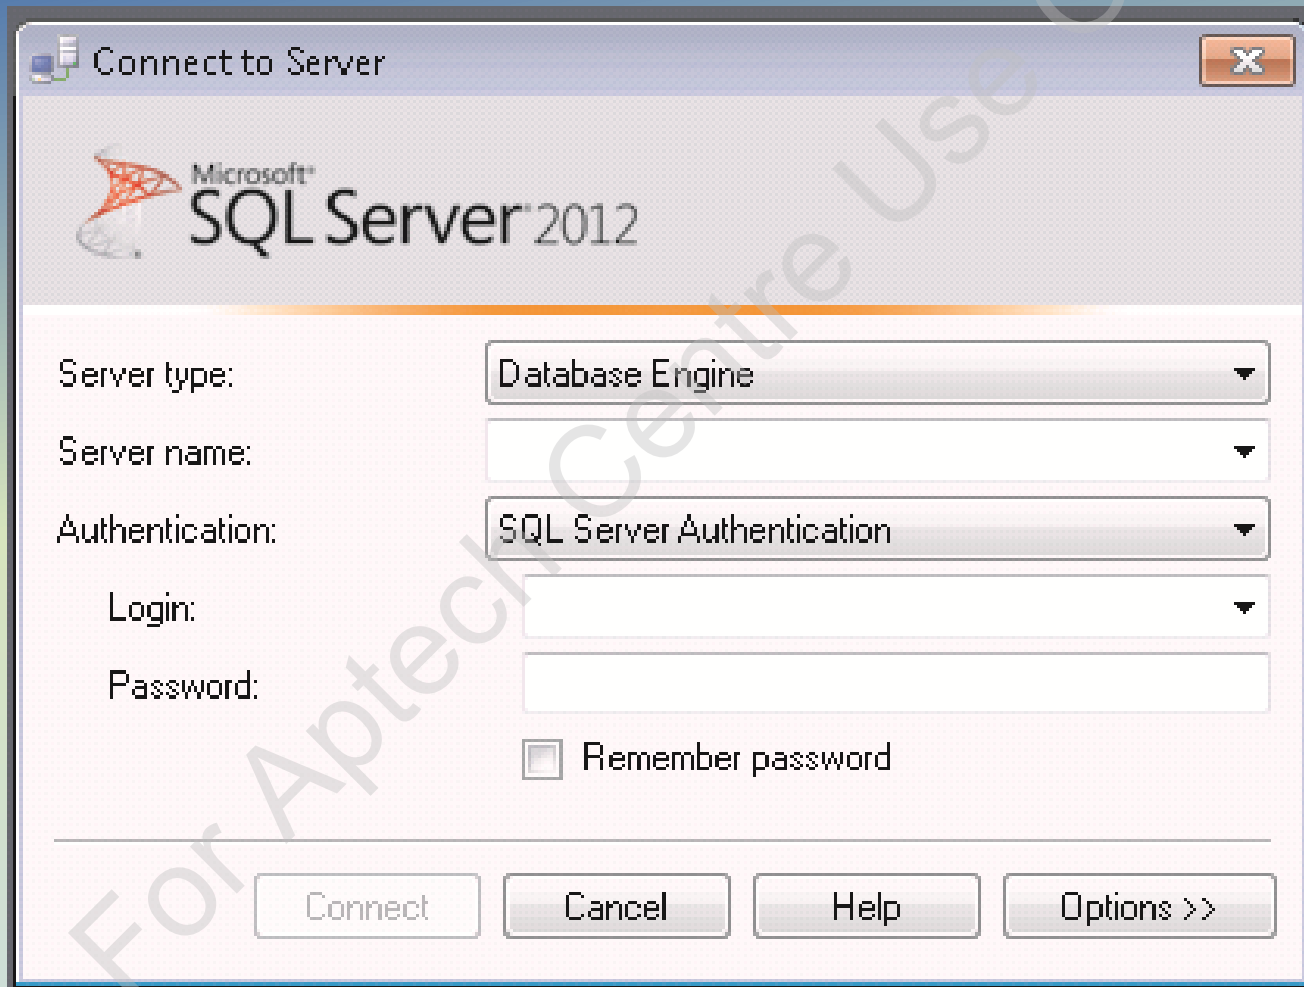 Connect to Server
Microsoft®
SQL Server® 2012
Server type:
Database Engine
Server name:
Authentication:
SQL Server Authentication
Login:
Password:
Remember password
Connect
Cancel
Help
Options >>
For Aptech Centre Use